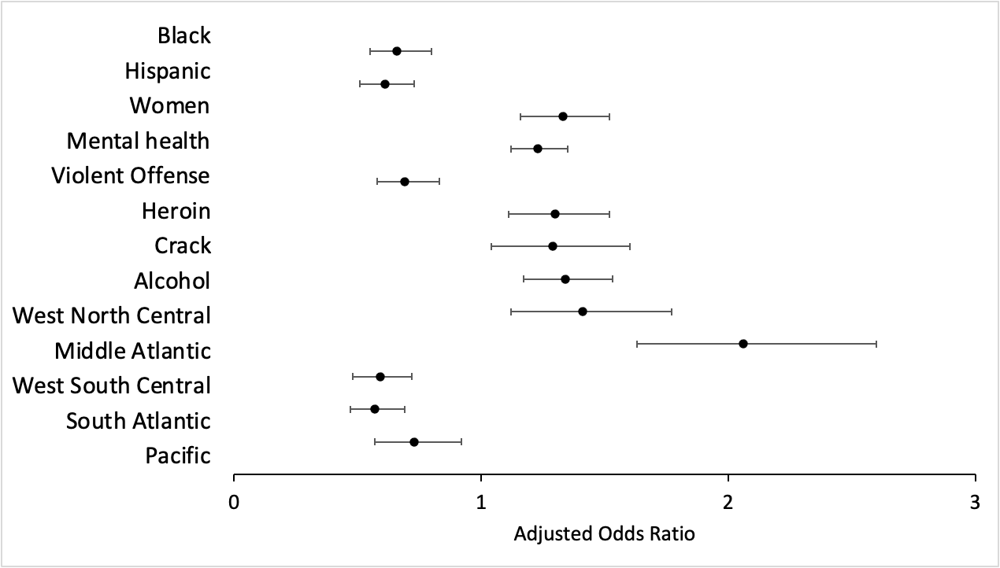 Black
Hispanic
Women
Mental health
Violent Offense
Heroin
Crack
Alcohol
West North Central
Middle Atlantic
West South Central
South Atlantic
Pacific
0 1 2 3
Adjusted Odds Ratio